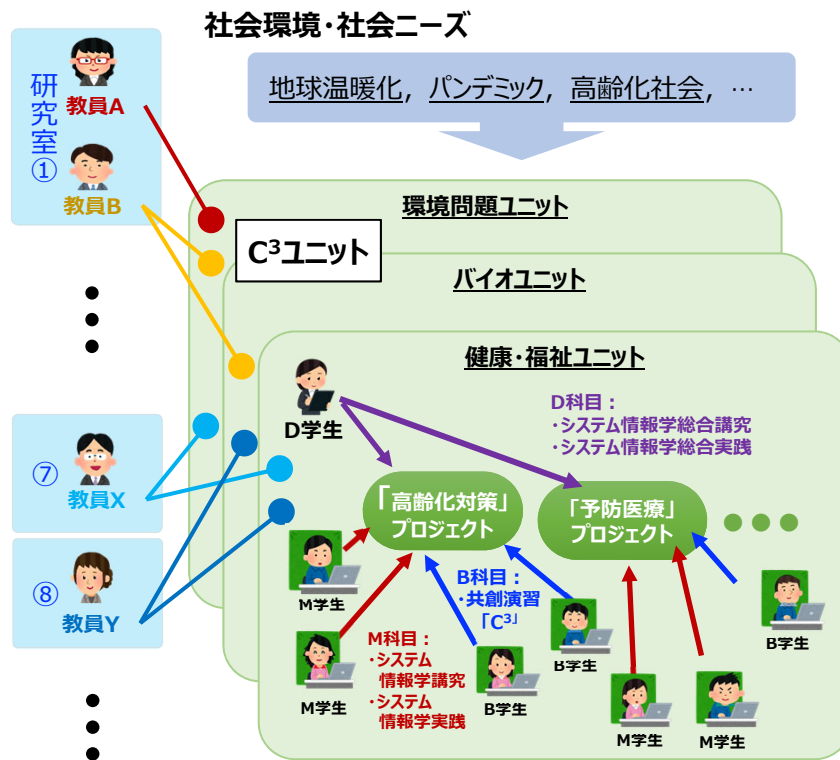 社会環境・社会ニーズ
地球温暖化, パンデミック, 高齢化社会, …
研究室①
教員A
教員B
環境問題ユニット
C³ユニット
バイオユニット
健康・福祉ユニット
D学生
D科目：
・システム情報学総合講究
・システム情報学総合実践
⑦
教員X
⑧
教員Y
「高齢化対策」
プロジェクト
「予防医療」
プロジェクト
M学生
B科目：
・共創演習
「C³」
M科目：
・システム
情報学講究
・システム
情報学実践
M学生
B学生
B学生
B学生
M学生
M学生